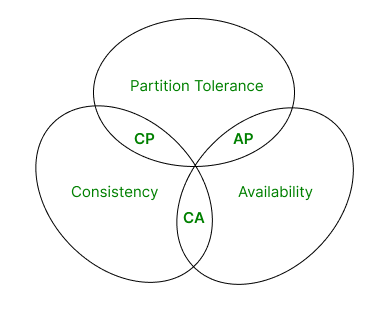 Partition Tolerance
CP
AP
Consistency
Availability
CA